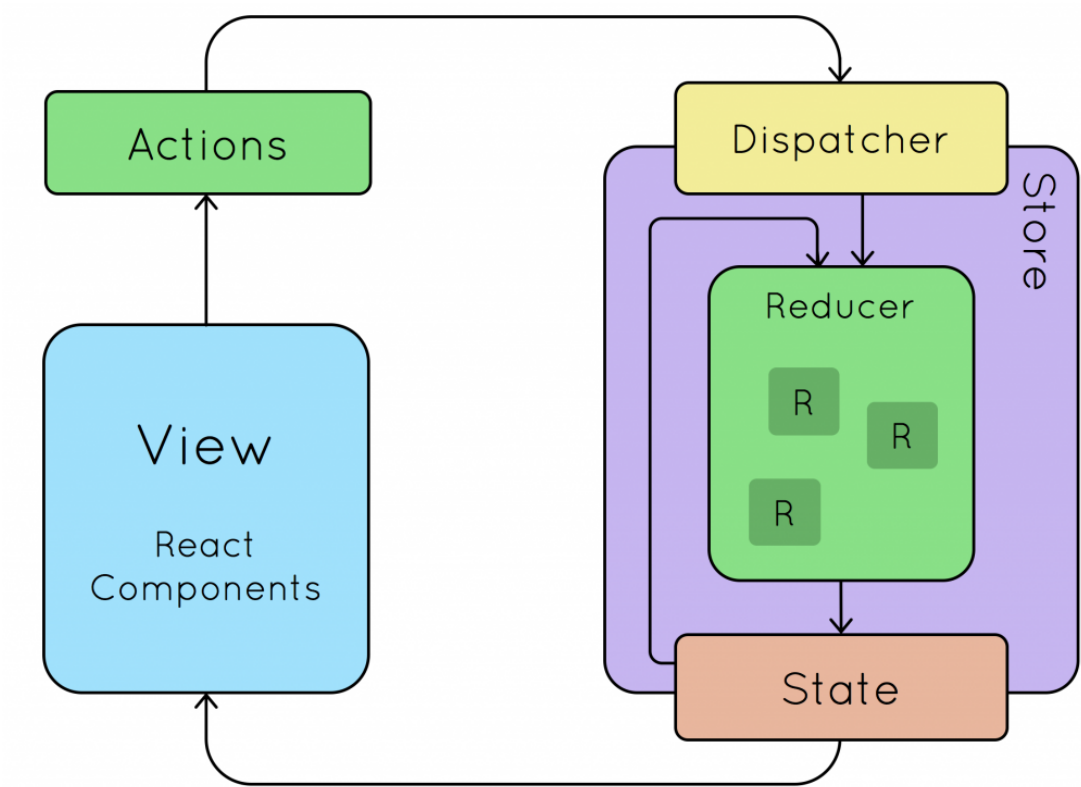 Actions
Dispatcher
Store
Reducer
R
R
R
View
React
Components
State